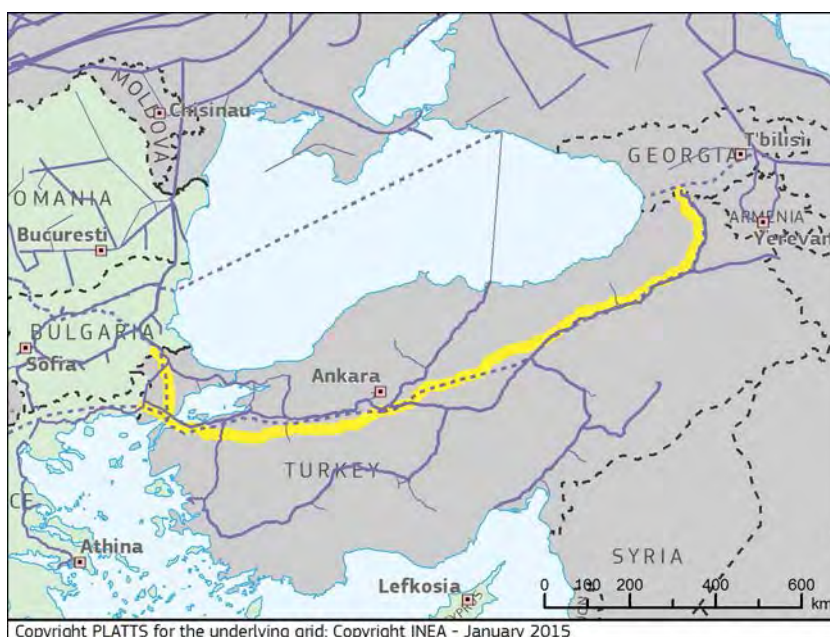 MOLDOVA
Chisinau
GEORGIA
T'bilisi
OMANIA
ARMENIA
Bucuresti
Yerevan
BULGARIA
Sofia
Ankara
TURKEY
CE
Athina
SYRIA
Lefkosia
CYPRUS
0 100 200 400 600
km
Copyright PLATTS for the underlying grid; Copyright INEA - January 2015